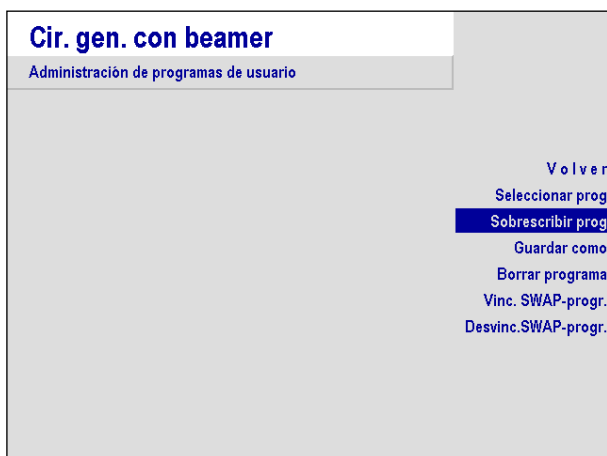 Cir. gen. con beamer
Administración de programas de usuario
V o l v e r
Seleccionar prog
Sobrescribir prog
Guardar como
Borrar programa
Vinc. SWAP-progr.
Desvinc.SWAP-progr.